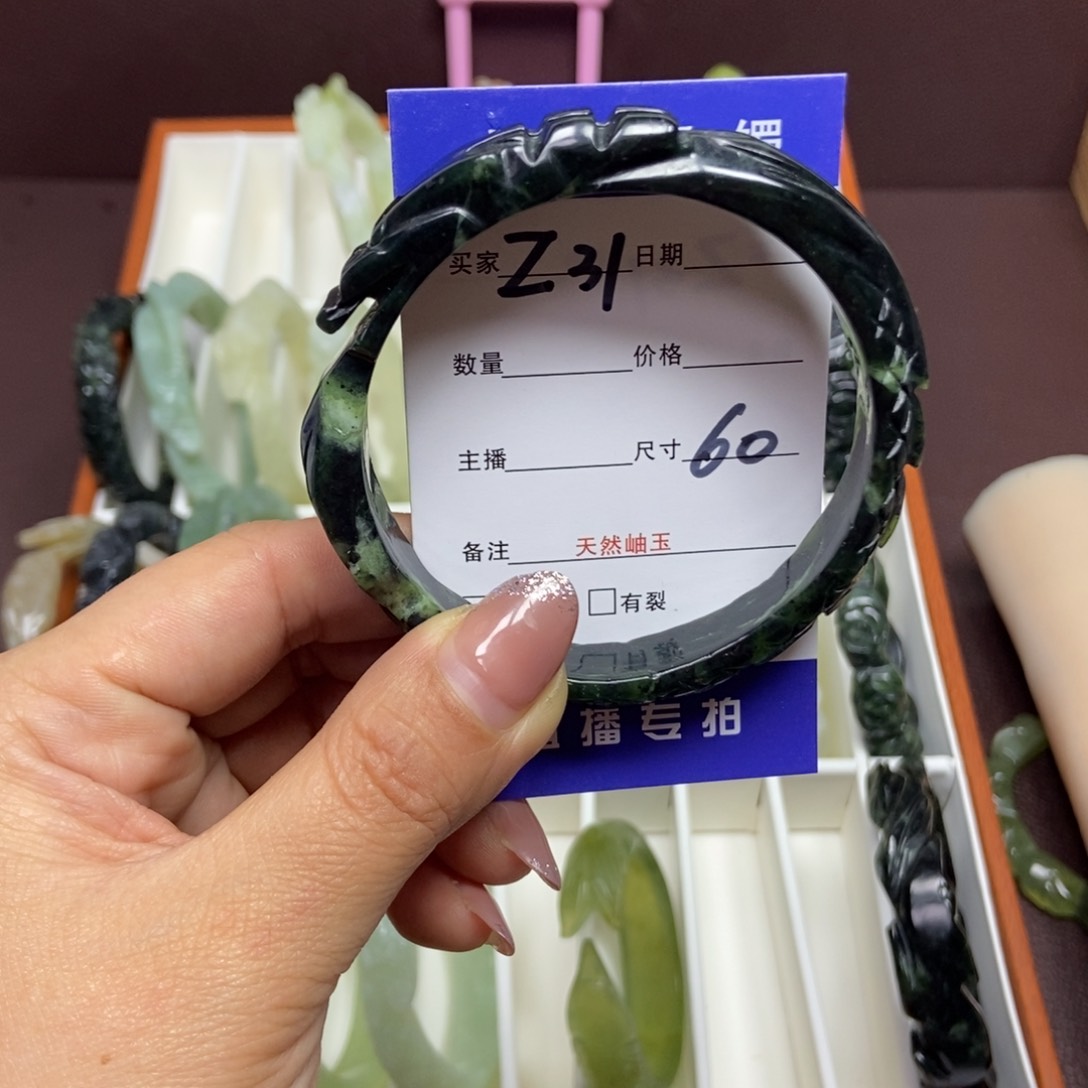 镯
买家 Z31 日期
数量 价格
主播 尺寸 60
备注 天然岫玉
□有裂
播专拍